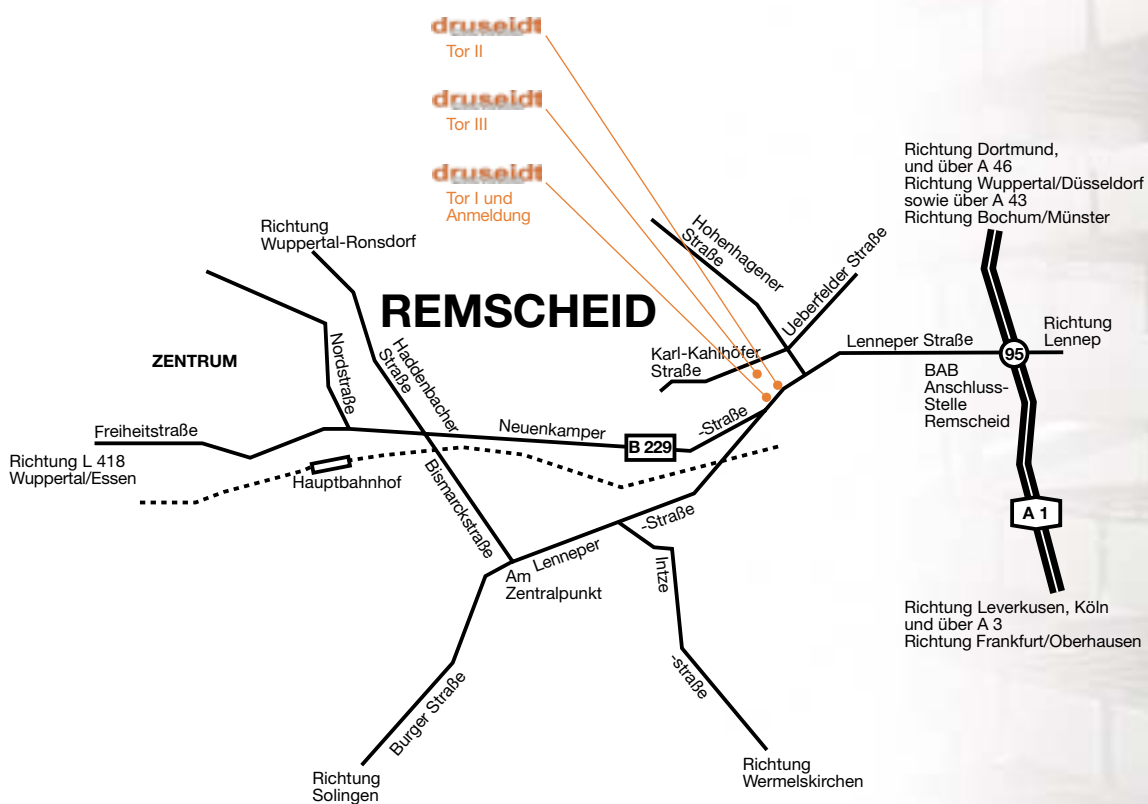 druseidt
Tor II
druseidt
Tor III
druseidt
Tor I und
Anmeldung
Richtung Dortmund,
und über A 46
Richtung Wuppertal/Düsseldorf
sowie über A 43
Richtung Bochum/Münster
Richtung
Wuppertal-Ronsdorf
Hohenhagener
Straße
Ueberfelder Straße
REMSCHEID
ZENTRUM
Nordstraße
Haddenbacher
Straße
Karl-Kahlhöfer
Straße
Lenneper Straße
95
Richtung
Lennep
BAB
Anschluss-
Stelle
Remscheid
Freiheitstraße
Neuenkamper
-Straße
B 229
Richtung L 418
Wuppertal/Essen
Hauptbahnhof
Bismarckstraße
A 1
Lenneper
-Straße
Am
Zentralpunkt
Intze
-straße
Burger Straße
Richtung Leverkusen, Köln
und über A 3
Richtung Frankfurt/Oberhausen
Richtung
Solingen
Richtung
Wermelskirchen